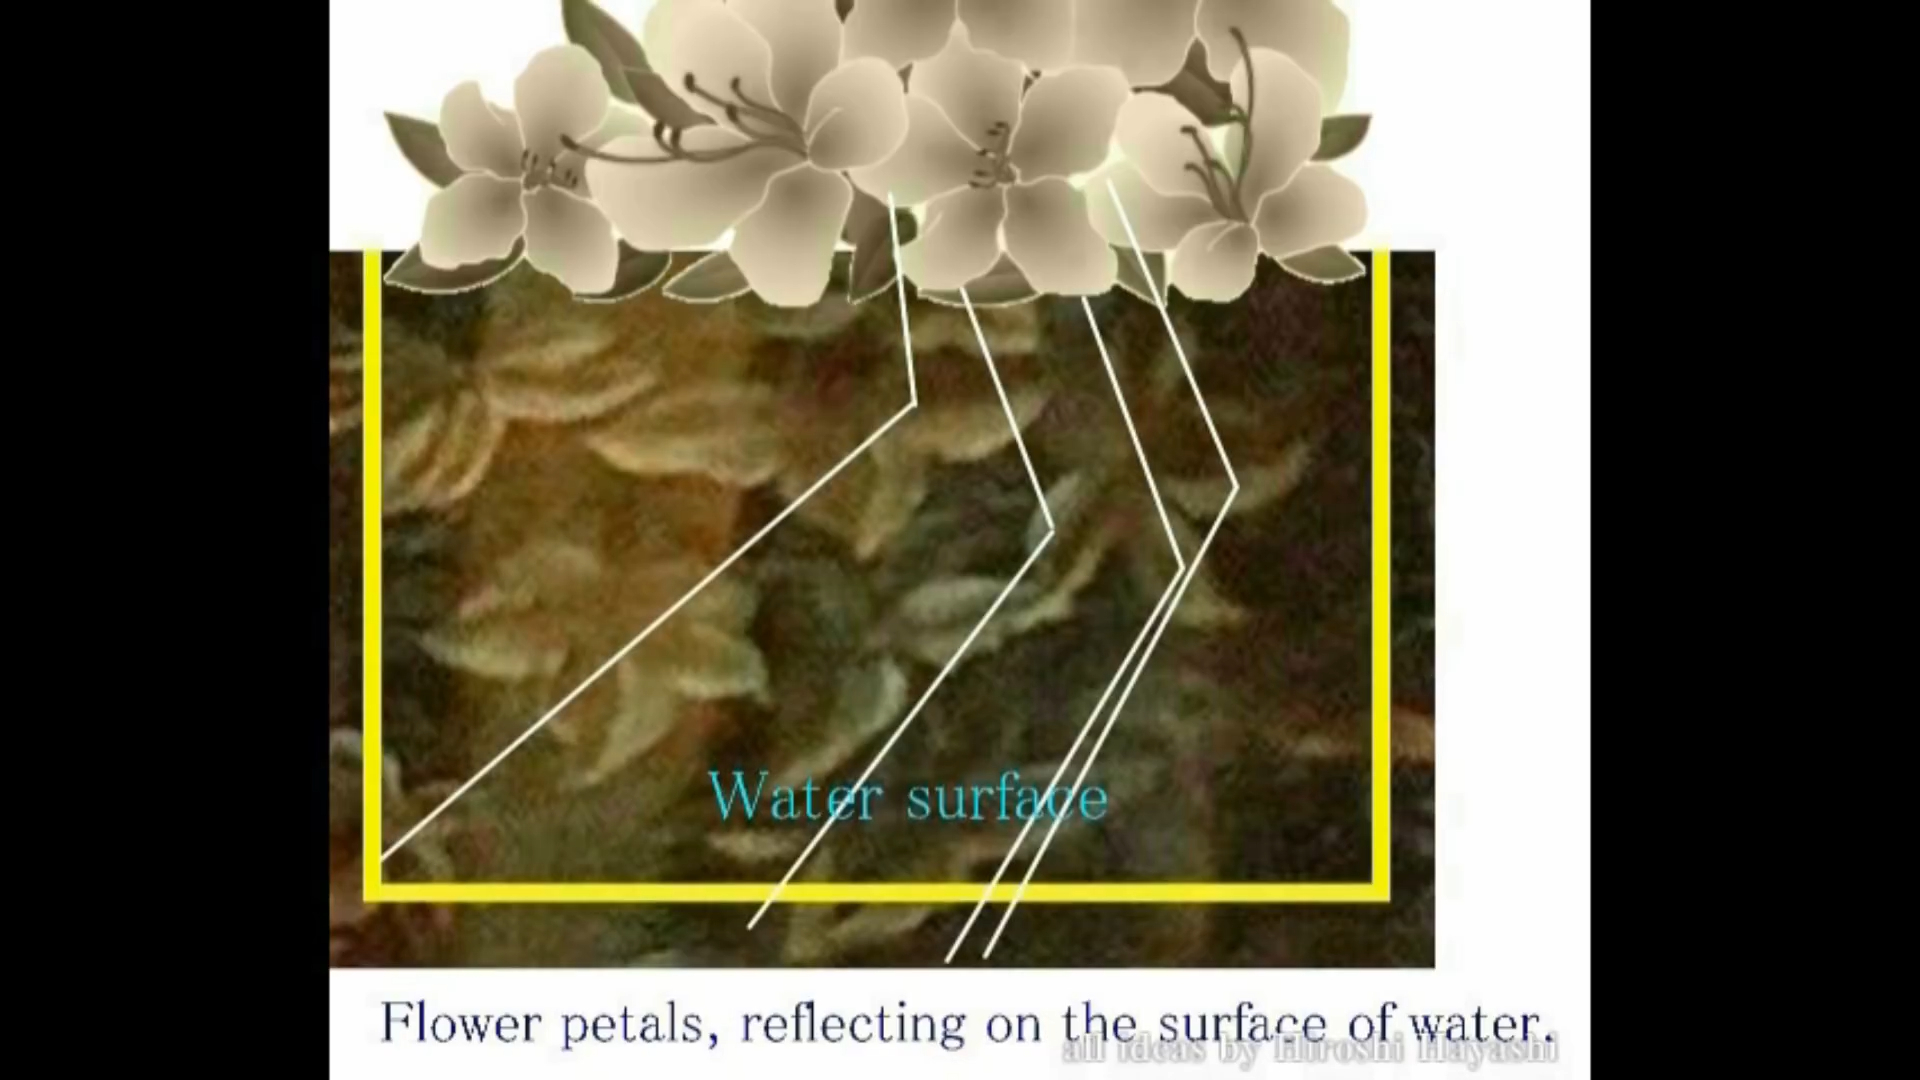 Water surface
Flower petals, reflecting on the surface of water.
all ideas by Hiroshi Hayashi